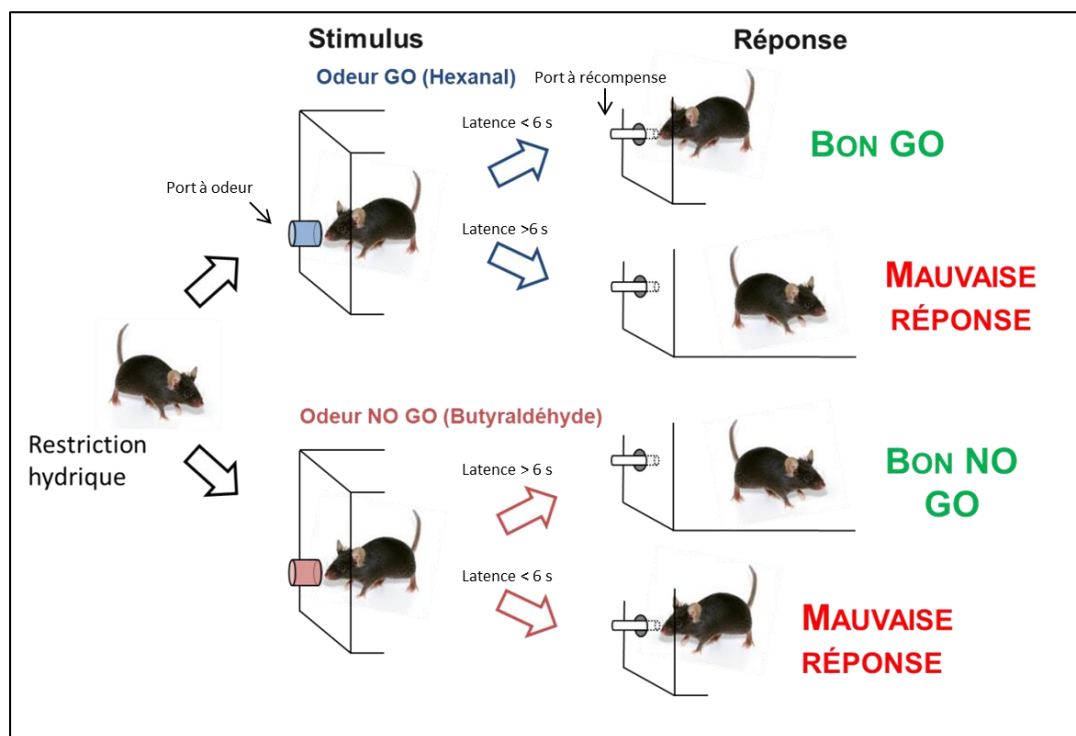 Stimulus
Réponse
Odeur GO (Hexanal)
Port à récompense
Latence < 6 s
BON GO
Port à odeur
Latence >6 s
MAUVAISE
RÉPONSE
Restriction
hydrique
Odeur NO GO (Butyraldéhyde)
Latence > 6 s
BON NO
GO
Latence < 6 s
MAUVAISE
RÉPONSE